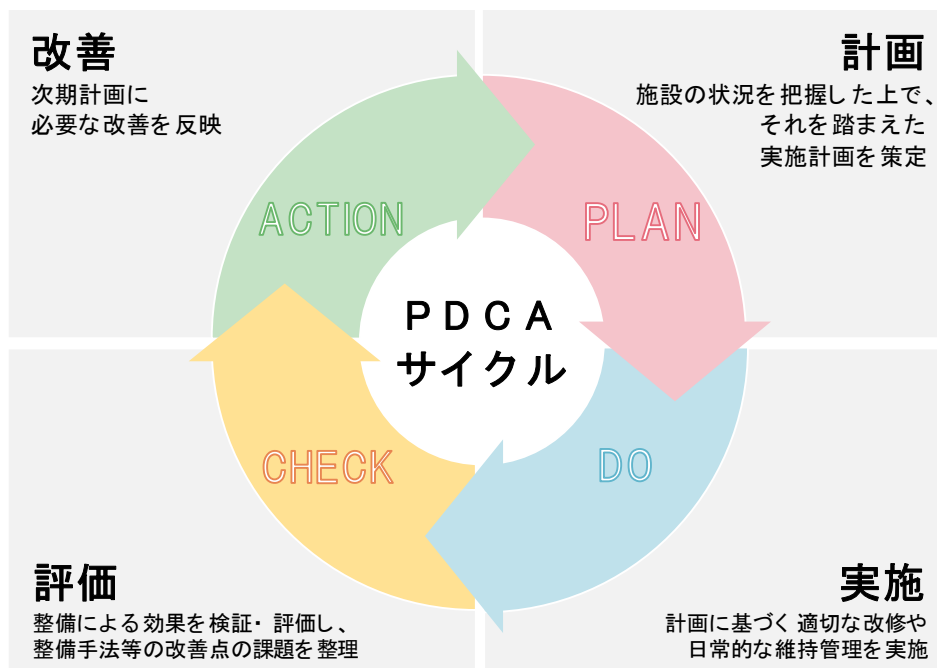 改善
次期計画に
必要な改善を反映
計画
施設の状況を把握した上で、
それを踏まえた
実施計画を策定
ACTION
PLAN
PDCA
サイクル
CHECK
DO
評価
整備による効果を検証・評価し、
整備手法等の改善点の課題を整理
実施
計画に基づく適切な改修や
日常的な維持管理を実施